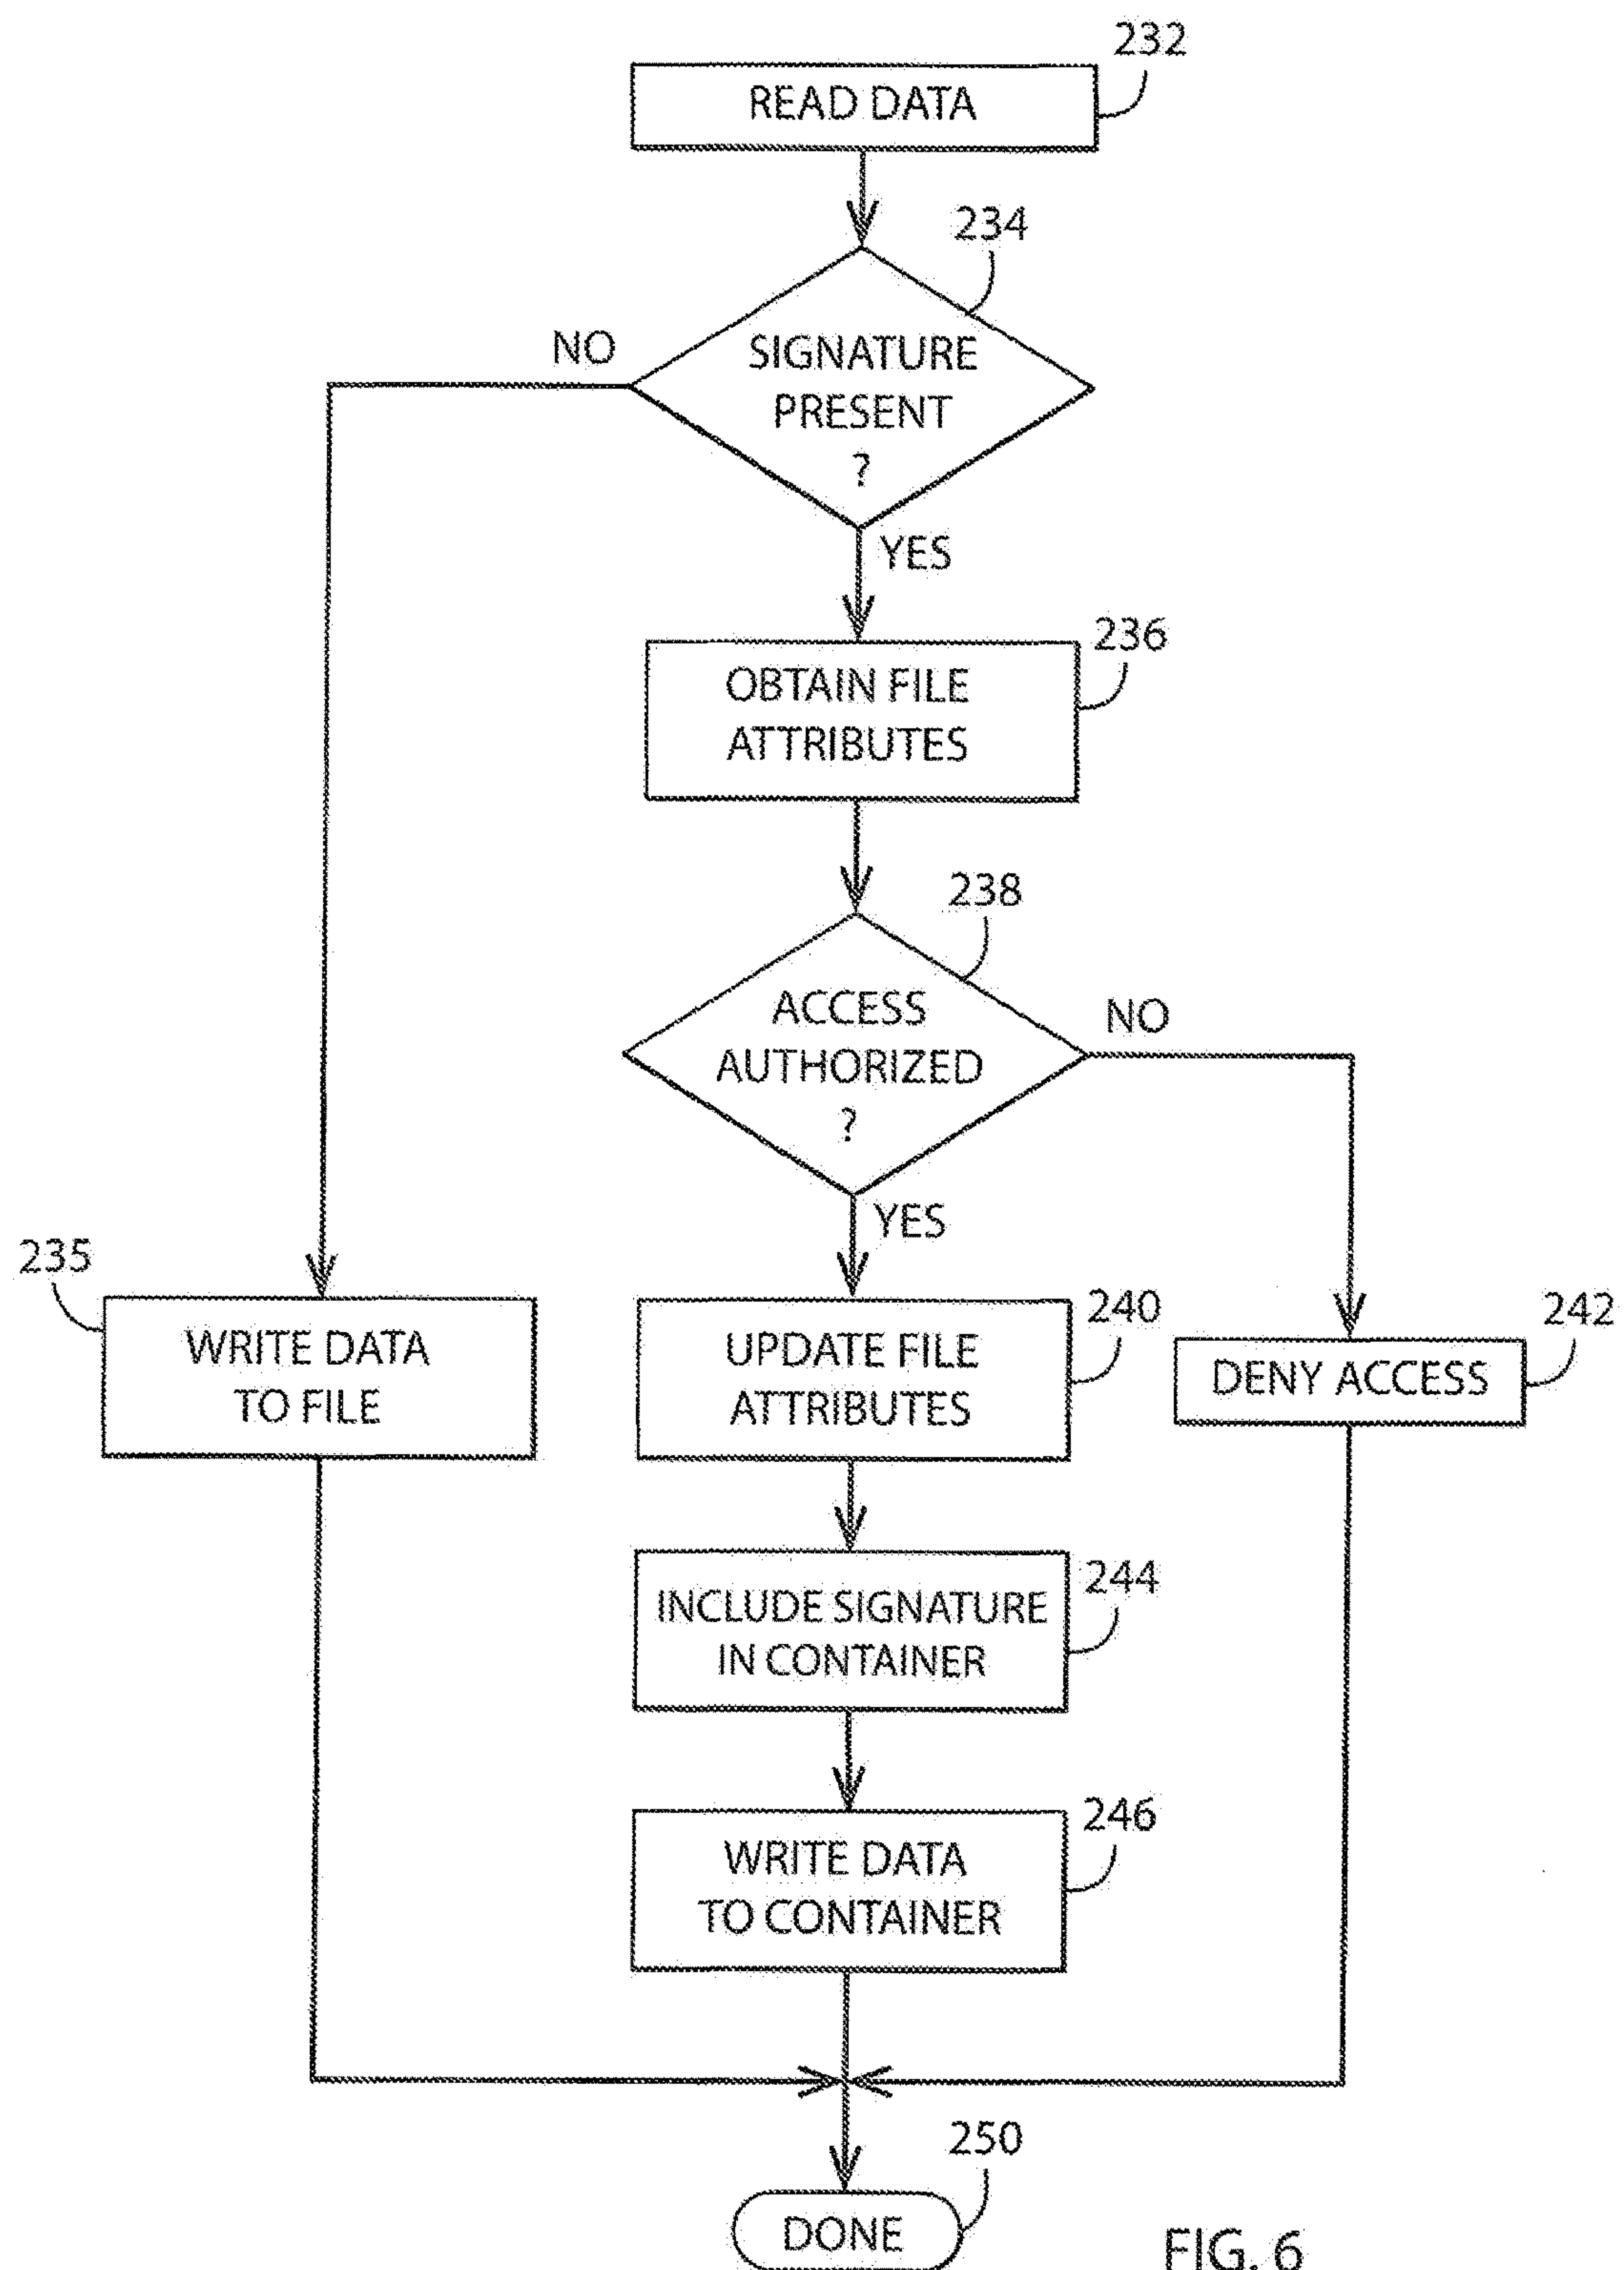 232
READ DATA
234
NO
SIGNATURE
PRESENT
?
YES
236
OBTAIN FILE
ATTRIBUTES
238
ACCESS
AUTHORIZED
?
NO
YES
235
WRITE DATA
TO FILE
240
UPDATE FILE
ATTRIBUTES
242
DENY ACCESS
244
INCLUDE SIGNATURE
IN CONTAINER
246
WRITE DATA
TO CONTAINER
250
DONE
FIG. 6